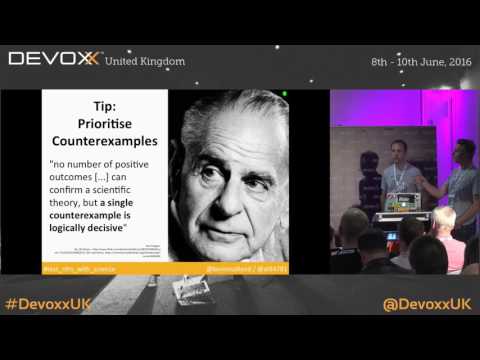 DEVOXX United Kingdom
8th - 10th June, 2016
Tip:
Prioritise
Counterexamples
"no number of positive
outcomes [...] can
confirm a scientific
theory, but a single
counterexample is
logically decisive"
#DevoxxUK
@DevoxxUK